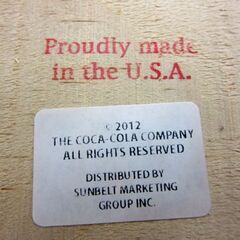 Proudly made
in the U.S.A.
© 2012
THE COCA-COLA COMPANY
ALL RIGHTS RESERVED
DISTRIBUTED BY
SUNBELT MARKETING
GROUP INC.